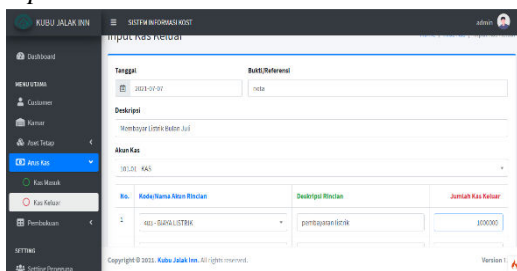 KUBU JALAK INN
SISTEM INFORMASI KOST
admin
Input Kas Keluar
Dashboard
MENU UTAMA
Customer
Kamar
Aset Tetap
Arus Kas
Kas Masuk
Kas Keluar
Pembukuan
SETTING
Setting Pengguna
Tanggal
Bukti/Referensi
2021-07-07
nota
Deskripsi
Membayar Listrik Bulan Juli
Akun Kas
101.01 - KAS
No. Kode/Nama Akun Rincian Deskripsi Rincian Jumlah Kas Keluar
1 - BIAYA LISTRIK pembayaran listrik 1000000
Copyright © 2021. Kubu Jalak Inn. All rights reserved.
Version 1.